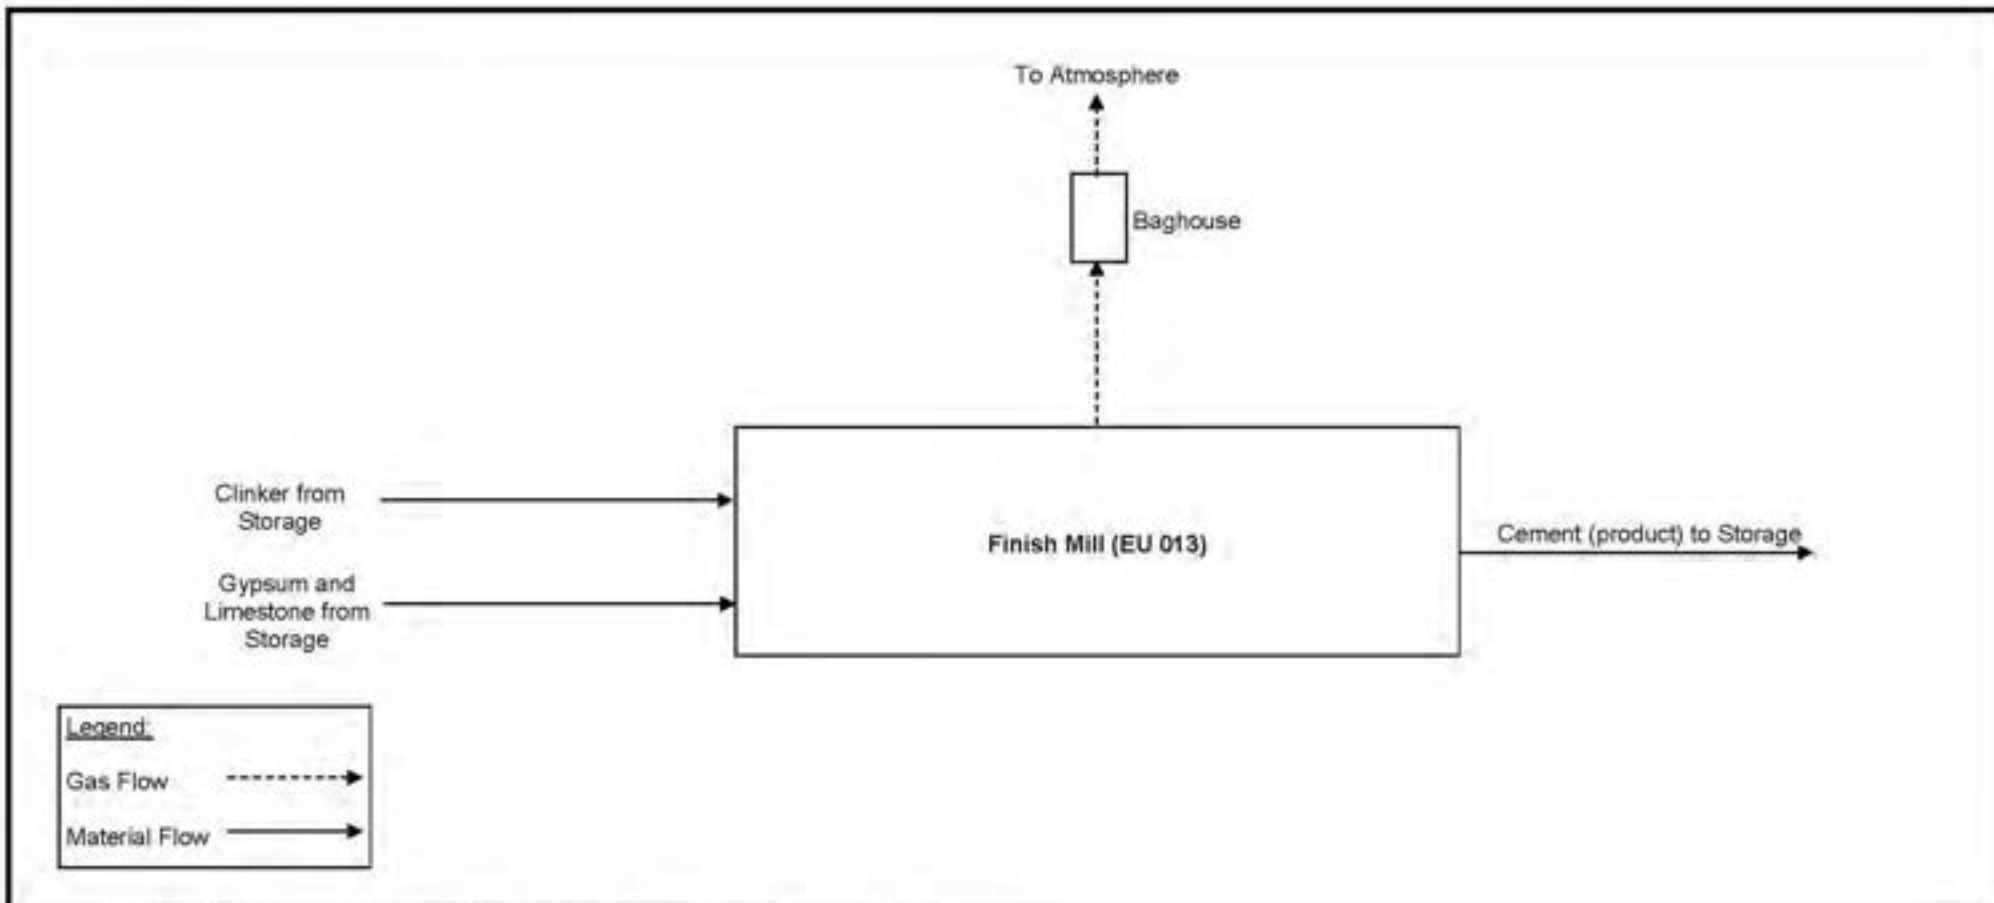 To Atmosphere
Baghouse
Clinker from
Storage
Finish Mill (EU 013)
Cement (product) to Storage
Gypsum and
Limestone from
Storage
Legend:
Gas Flow
Material Flow